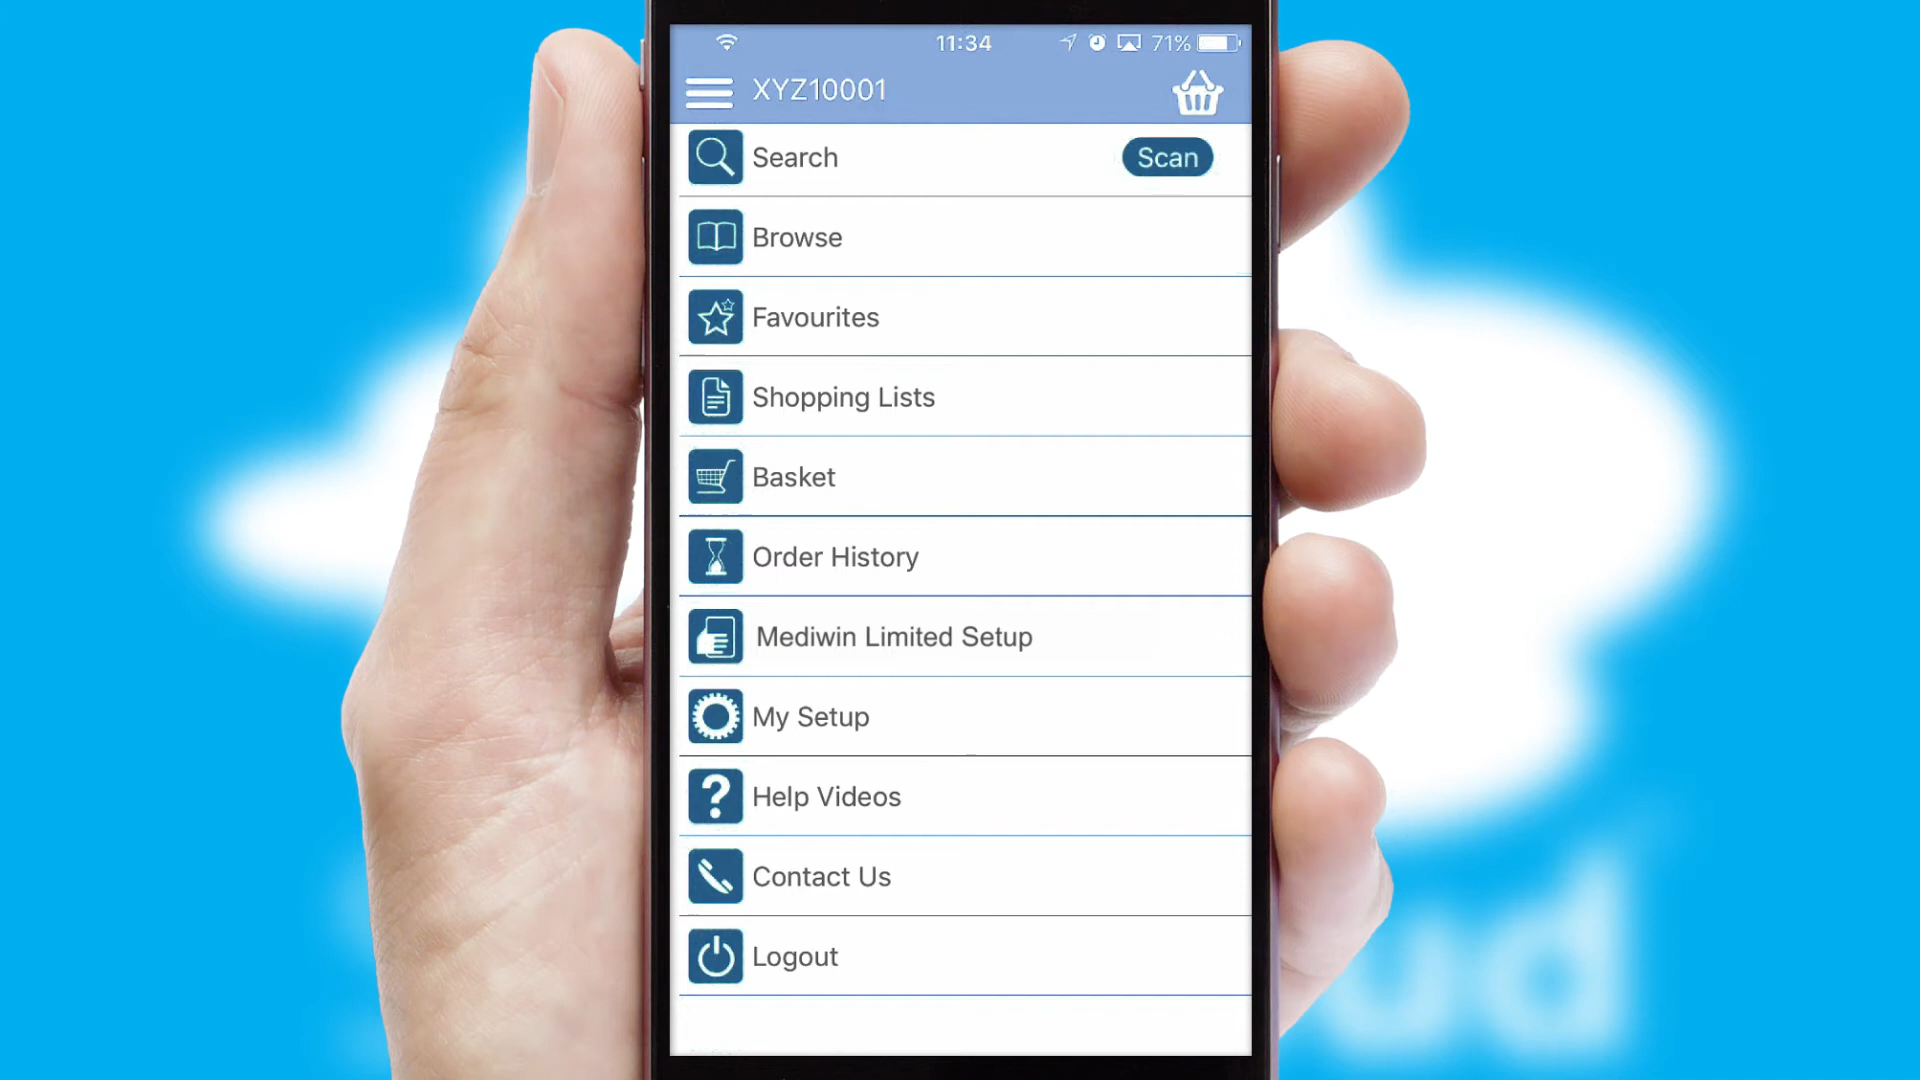 11:34
71%
XYZ10001
Search
Scan
Browse
Favourites
Shopping Lists
Basket
Order History
Mediwin Limited Setup
My Setup
Help Videos
Contact Us
Logout
ud